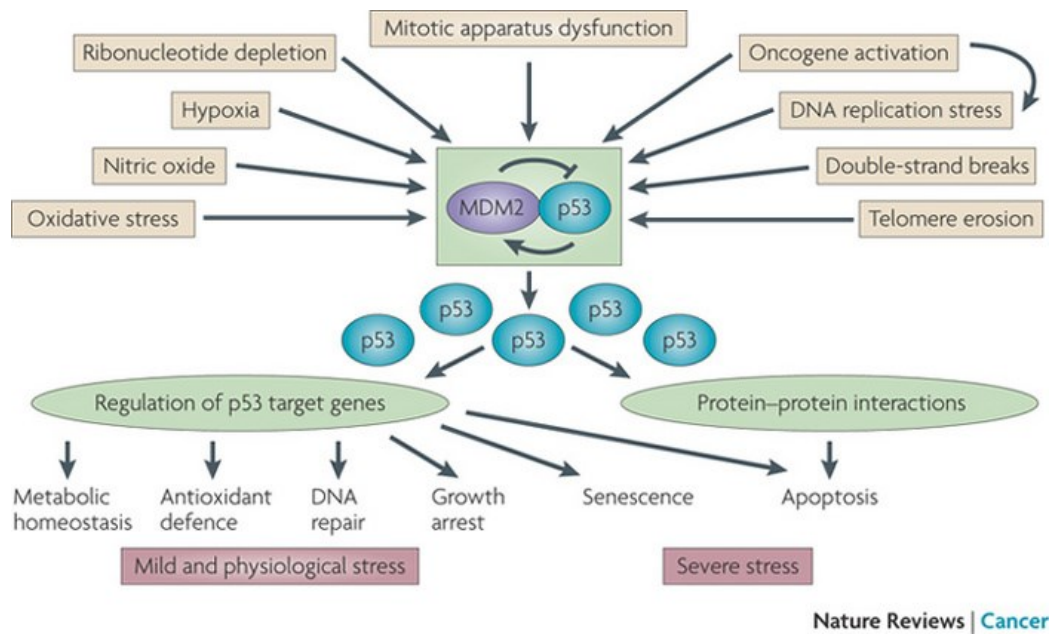 Mitotic apparatus dysfunction
Ribonucleotide depletion
Oncogene activation
Hypoxia
DNA replication stress
Nitric oxide
Double-strand breaks
Oxidative stress
MDM2
p53
Telomere erosion
p53
p53
p53
p53
p53
Regulation of p53 target genes
Protein–protein interactions
Metabolic
homeostasis
Antioxidant
defence
DNA
repair
Growth
arrest
Senescence
Apoptosis
Mild and physiological stress
Severe stress
Nature Reviews | Cancer